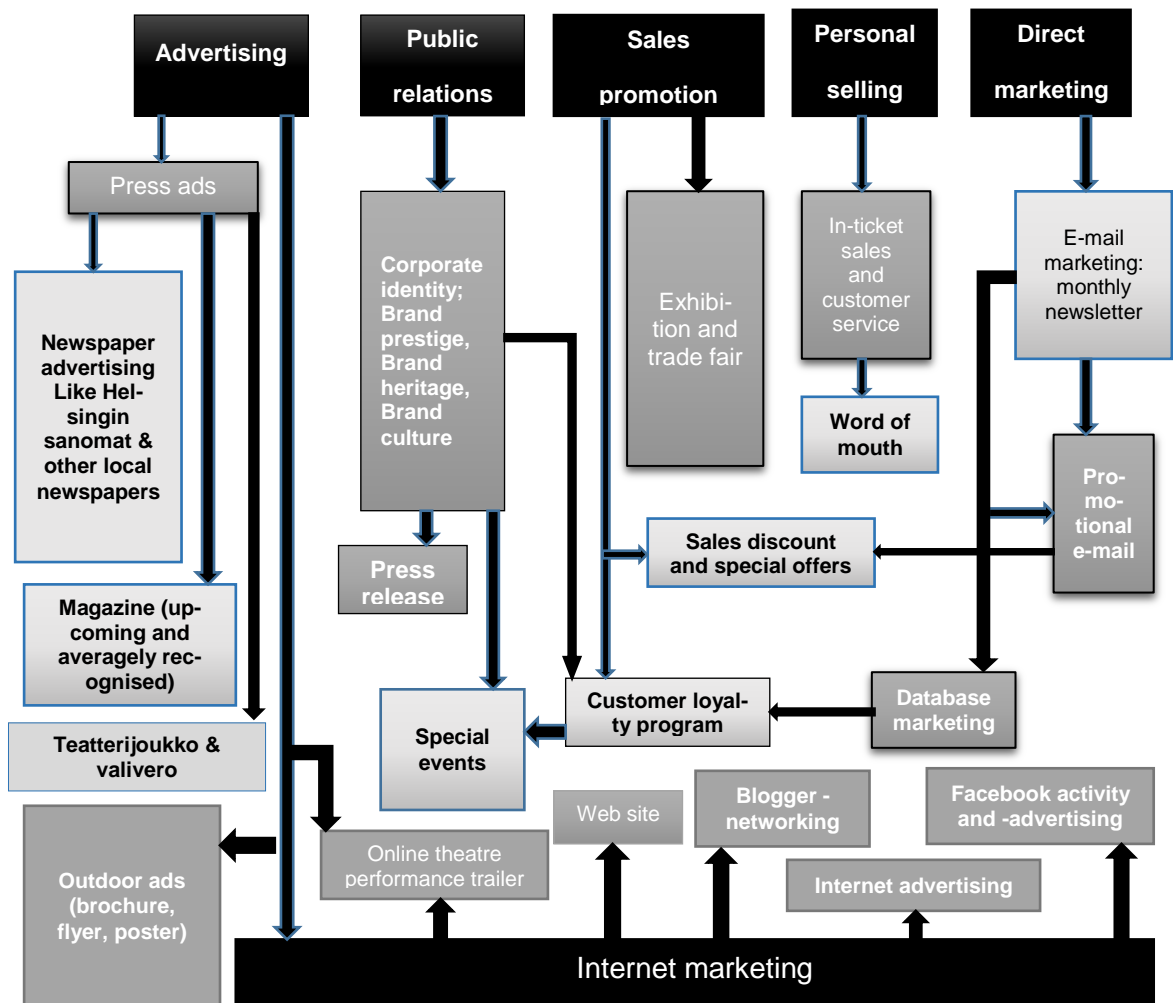 Advertising
Public
relations
Sales
promotion
Personal
selling
Direct
marketing
Press ads
Newspaper
advertising
Like Hel-
singin
sanomat &
other local
newspapers
Magazine (up-
coming and
averagely rec-
ognised)
Teatterijoukko &
valivero
Outdoor ads
(brochure,
flyer, poster)
Corporate
identity;
Brand
prestige,
Brand
heritage,
Brand
culture
Press
release
Special
events
Exhibi-
tion and
trade fair
Sales discount
and special offers
Customer loyal-
ty program
In-ticket
sales
and
customer
service
Word of
mouth
E-mail
marketing:
monthly
newsletter
Pro-
mo-
tional
e-mail
Database
marketing
Online theatre
performance trailer
Web site
Blogger -
networking
Internet advertising
Facebook activity
and -advertising
Internet marketing